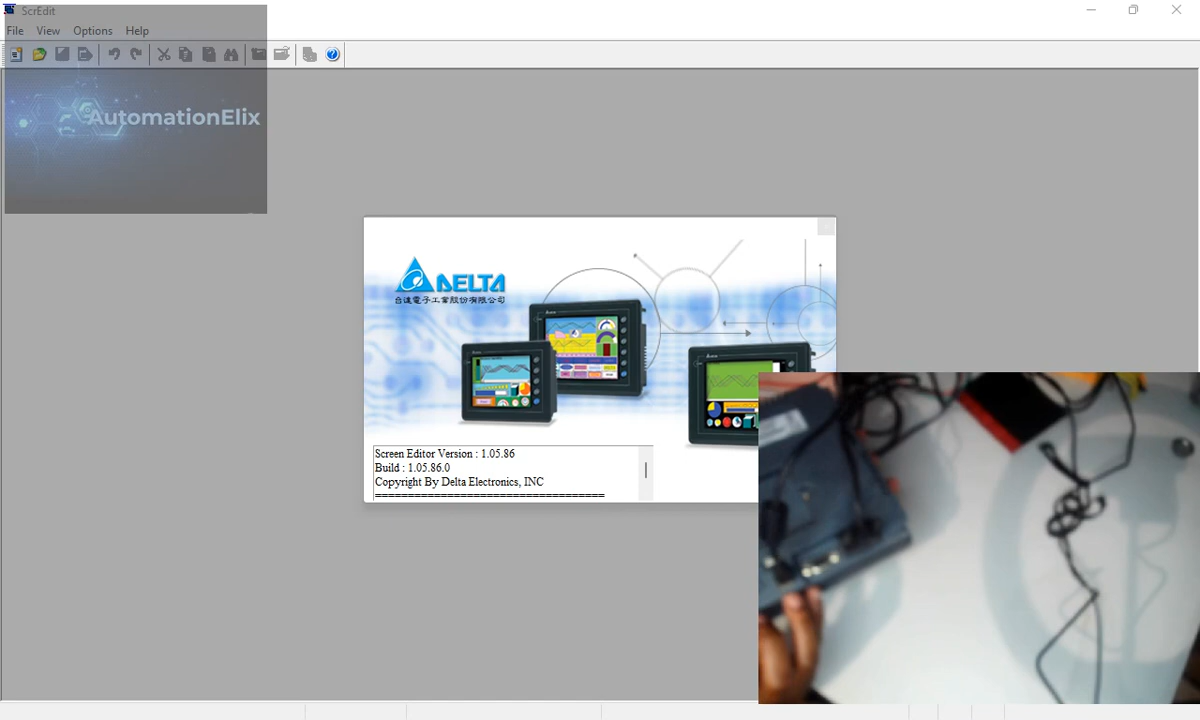 ScrEdit
File View Options Help
AutomationElix
DELTA
台達電子工業股份有限公司
Screen Editor Version : 1.05.86
Build : 1.05.86.0
Copyright By Delta Electronics, INC
===================================